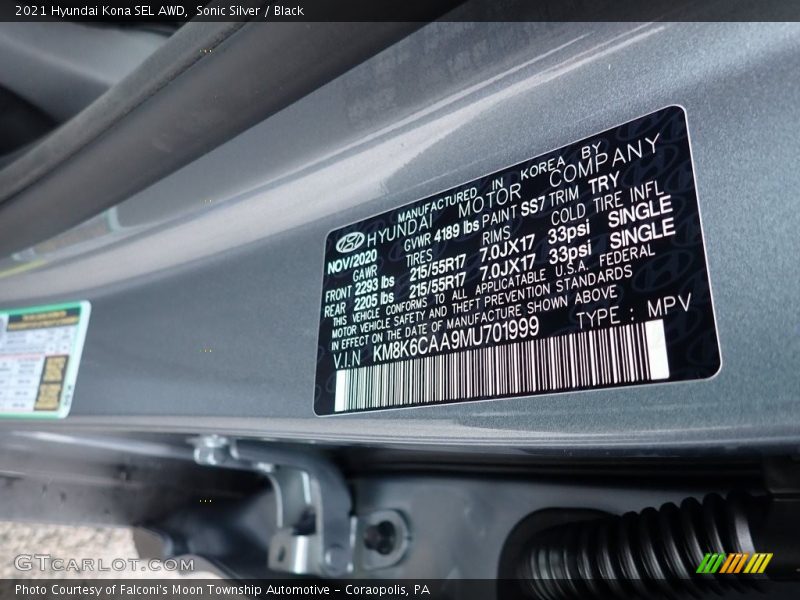 2021 Hyundai Kona SEL AWD,  Sonic Silver / Black
MANUFACTURED IN KOREA BY
HYUNDAI MOTOR COMPANY
NOV/2020 GVWR 4189 lbs PAINT SS7 TRIM TRY
GAWR TIRES RIMS COLD TIRE INFL
FRONT 2293 lbs 215/55R17 7.0JX17 33psi SINGLE
REAR 2205 lbs 215/55R17 7.0JX17 33psi SINGLE
THIS VEHICLE CONFORMS TO ALL APPLICATABLE U.S.A. FEDERAL
MOTOR VEHICLE SAFETY AND THEFT PREVENTION STANDARDS
IN EFFECT ON THE DATE OF MANUFACTURE SHOWN ABOVE
V.I.N KM8K6CAA9MU701999 TYPE : MPV
GTCARLOT.COM
Photo Courtesy of Falconi's Moon Township Automotive - Coraopolis, PA